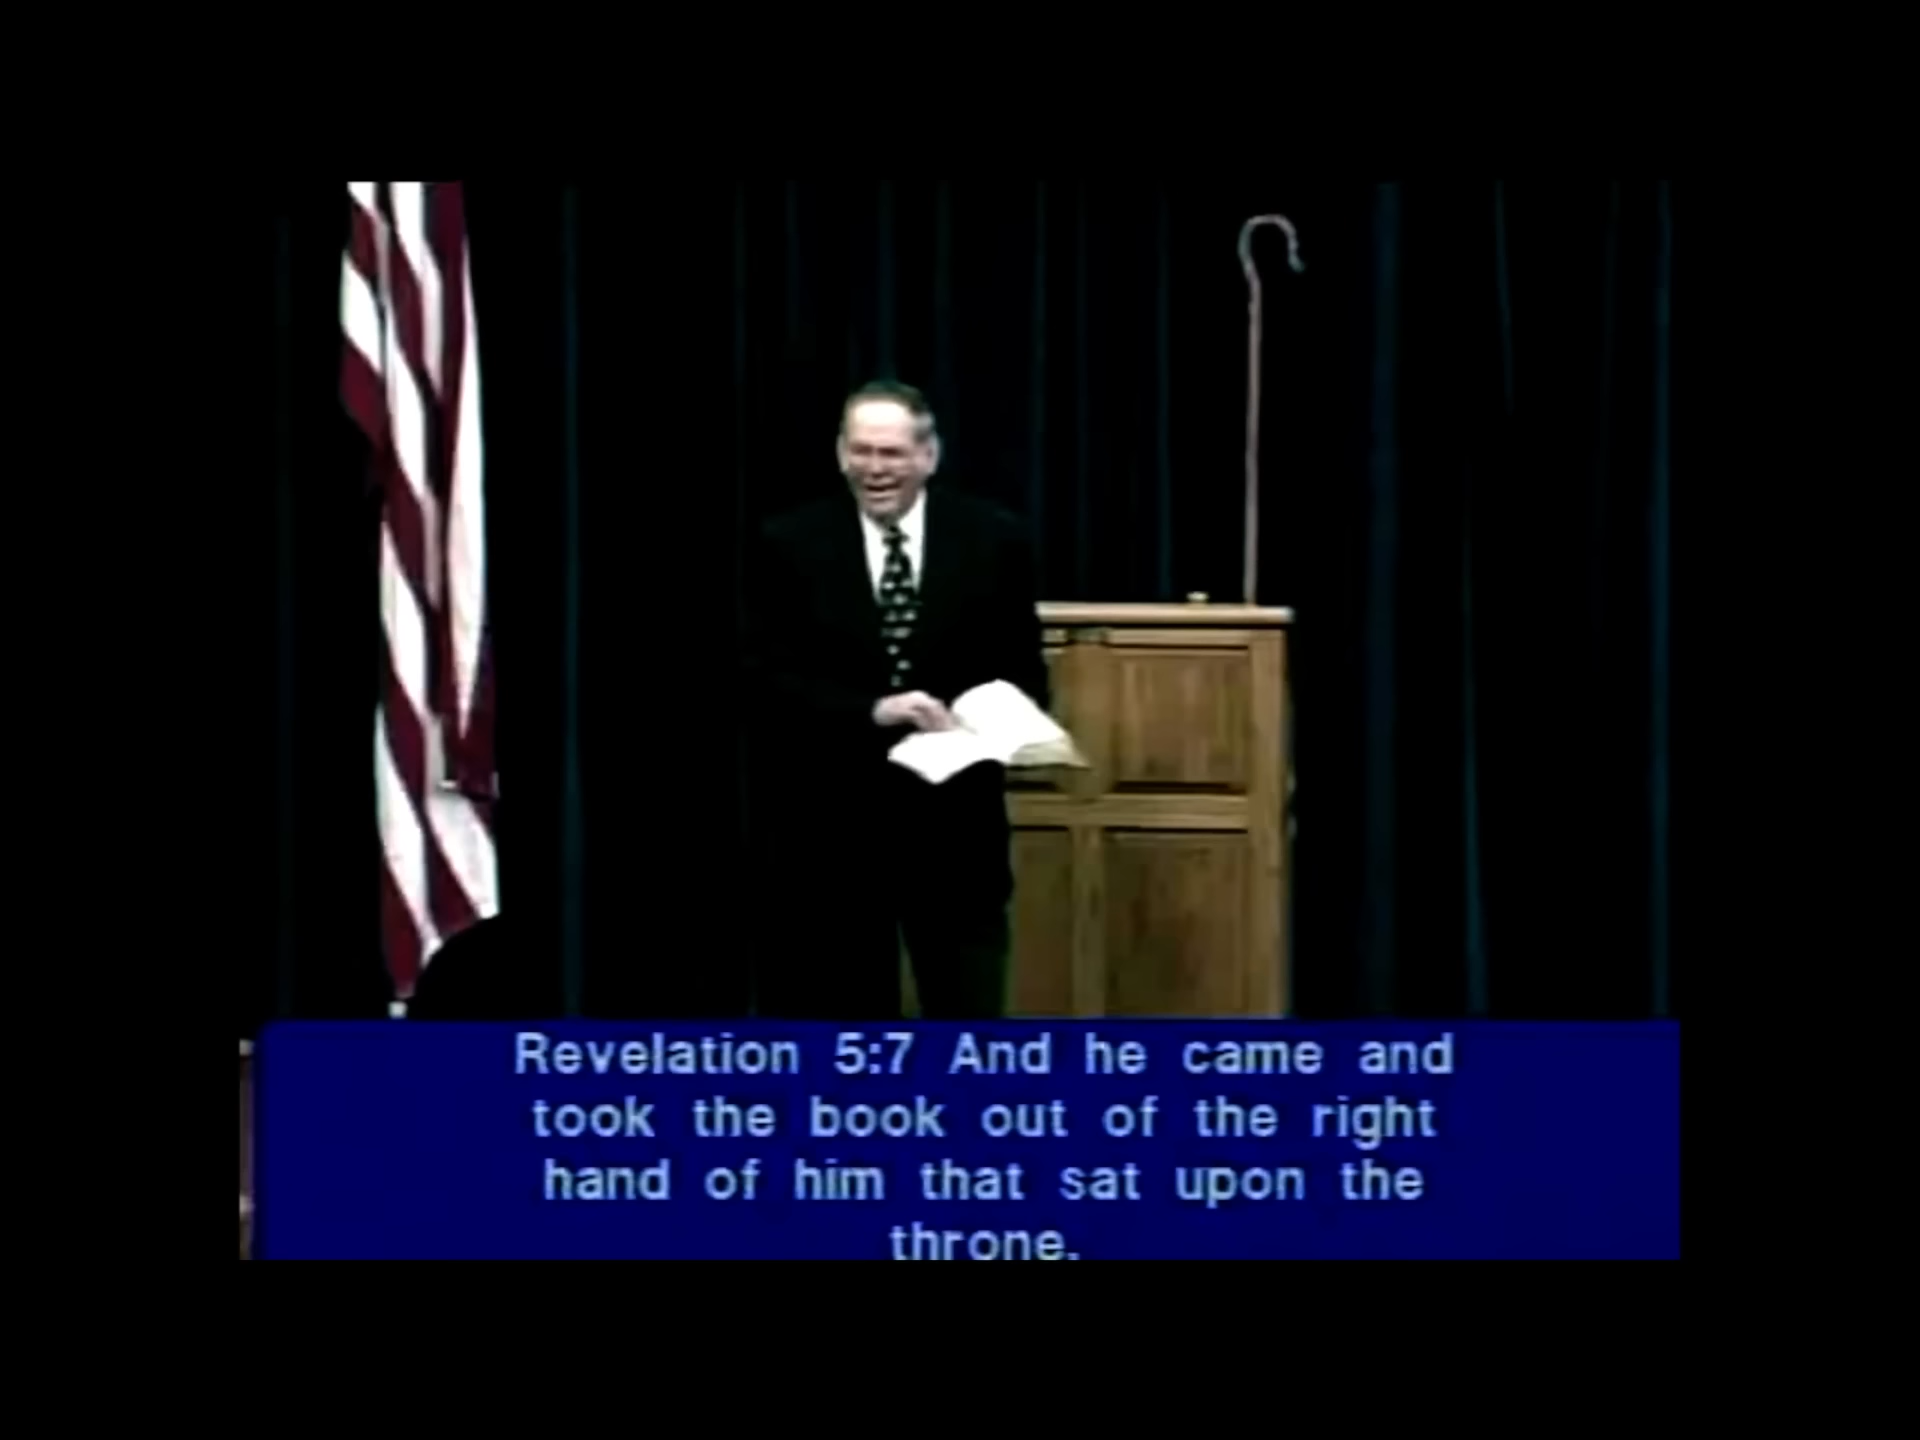 Revelation 5:7 And he came and
took the book out of the right
hand of him that sat upon the
throne.